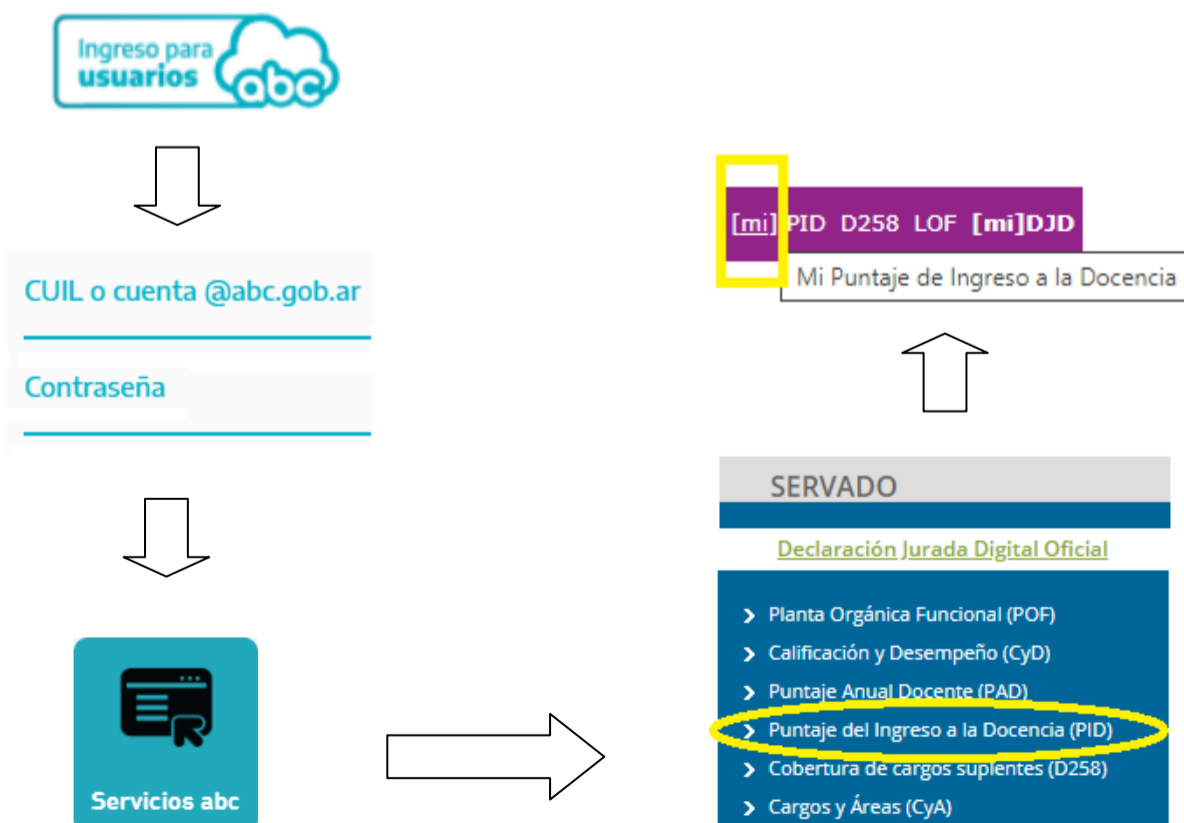 Ingreso para
usuarios
abc
CUIL o cuenta @abc.gob.ar
Contraseña
Servicios abc
[mi] PID D258 LOF [mi]DJD
Mi Puntaje de Ingreso a la Docencia
SERVADO
Declaración Jurada Digital Oficial
Planta Orgánica Funcional (POF)
Calificación y Desempeño (CyD)
Puntaje Anual Docente (PAD)
Puntaje del Ingreso a la Docencia (PID)
Cobertura de cargos suplentes (D258)
Cargos y Áreas (CyA)